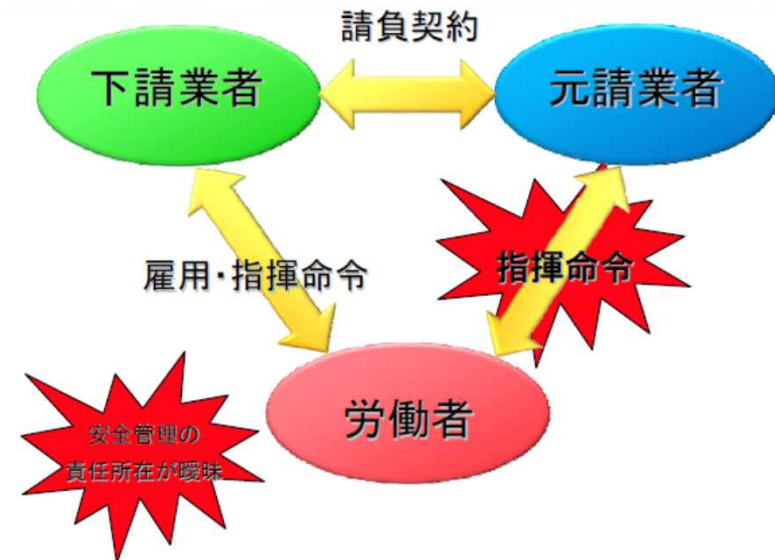 請負契約
下請業者
元請業者
雇用・指揮命令
指揮命令
労働者
安全管理の
責任所在が曖昧